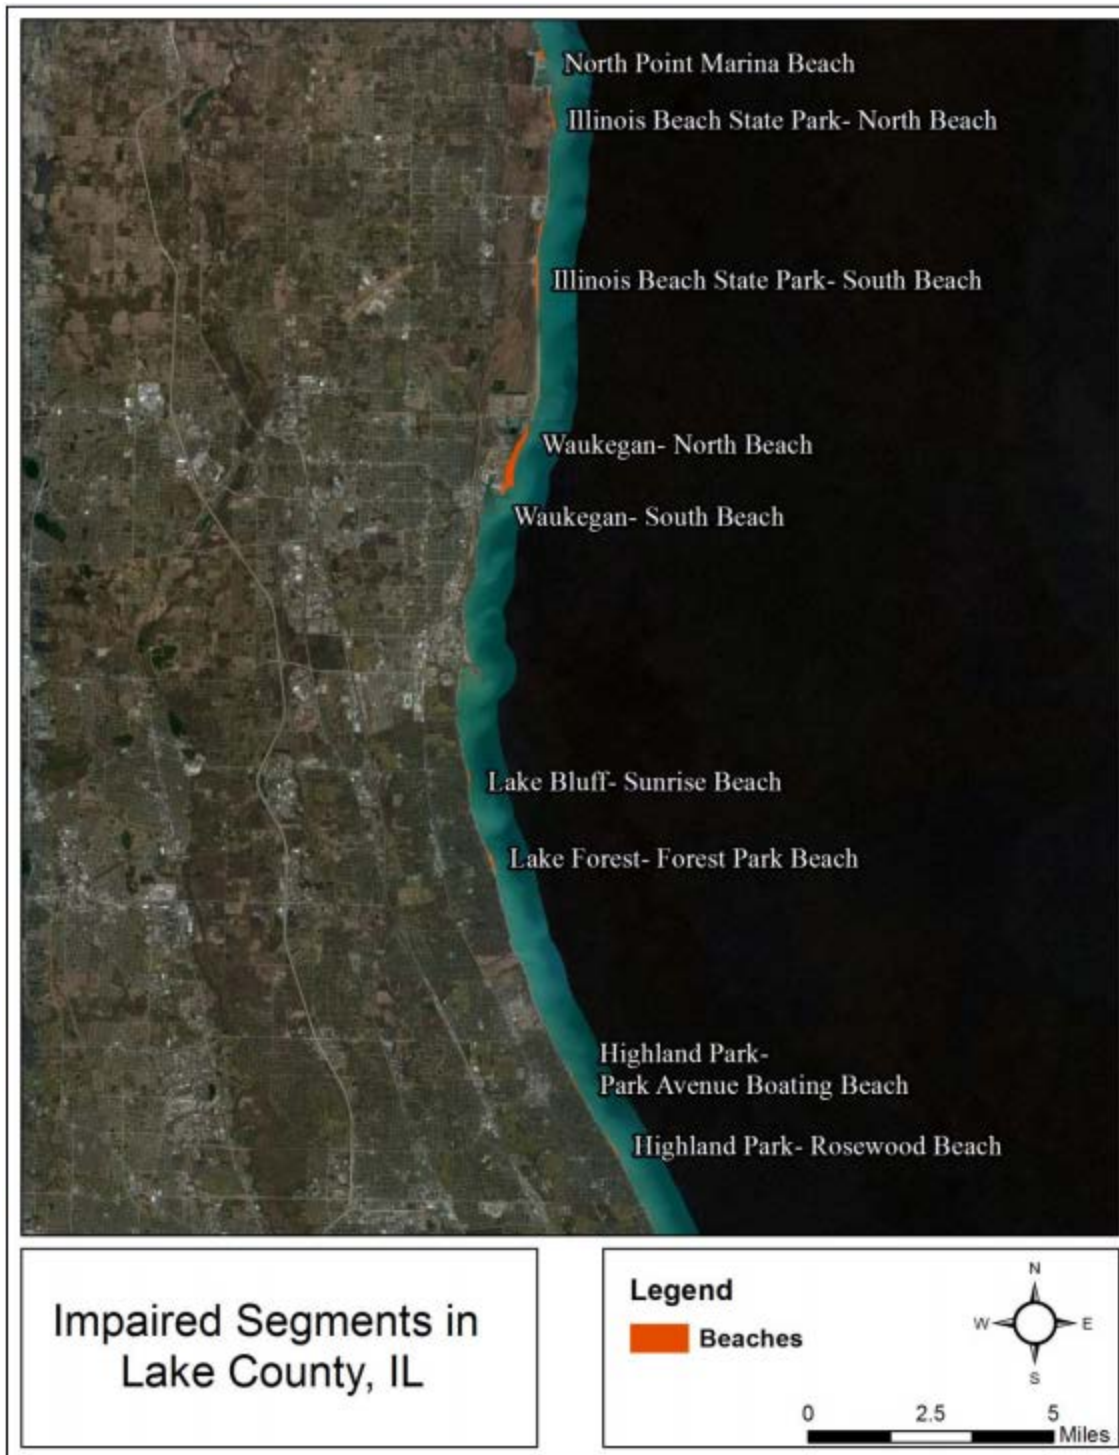 North Point Marina Beach
Illinois Beach State Park- North Beach
Illinois Beach State Park- South Beach
Waukegan- North Beach
Waukegan- South Beach
Lake Bluff- Sunrise Beach
Lake Forest- Forest Park Beach
Highland Park-
Park Avenue Boating Beach
Highland Park- Rosewood Beach
Impaired Segments in
Lake County, IL
Legend
Beaches
N
W E
S
0 2.5 5
Miles